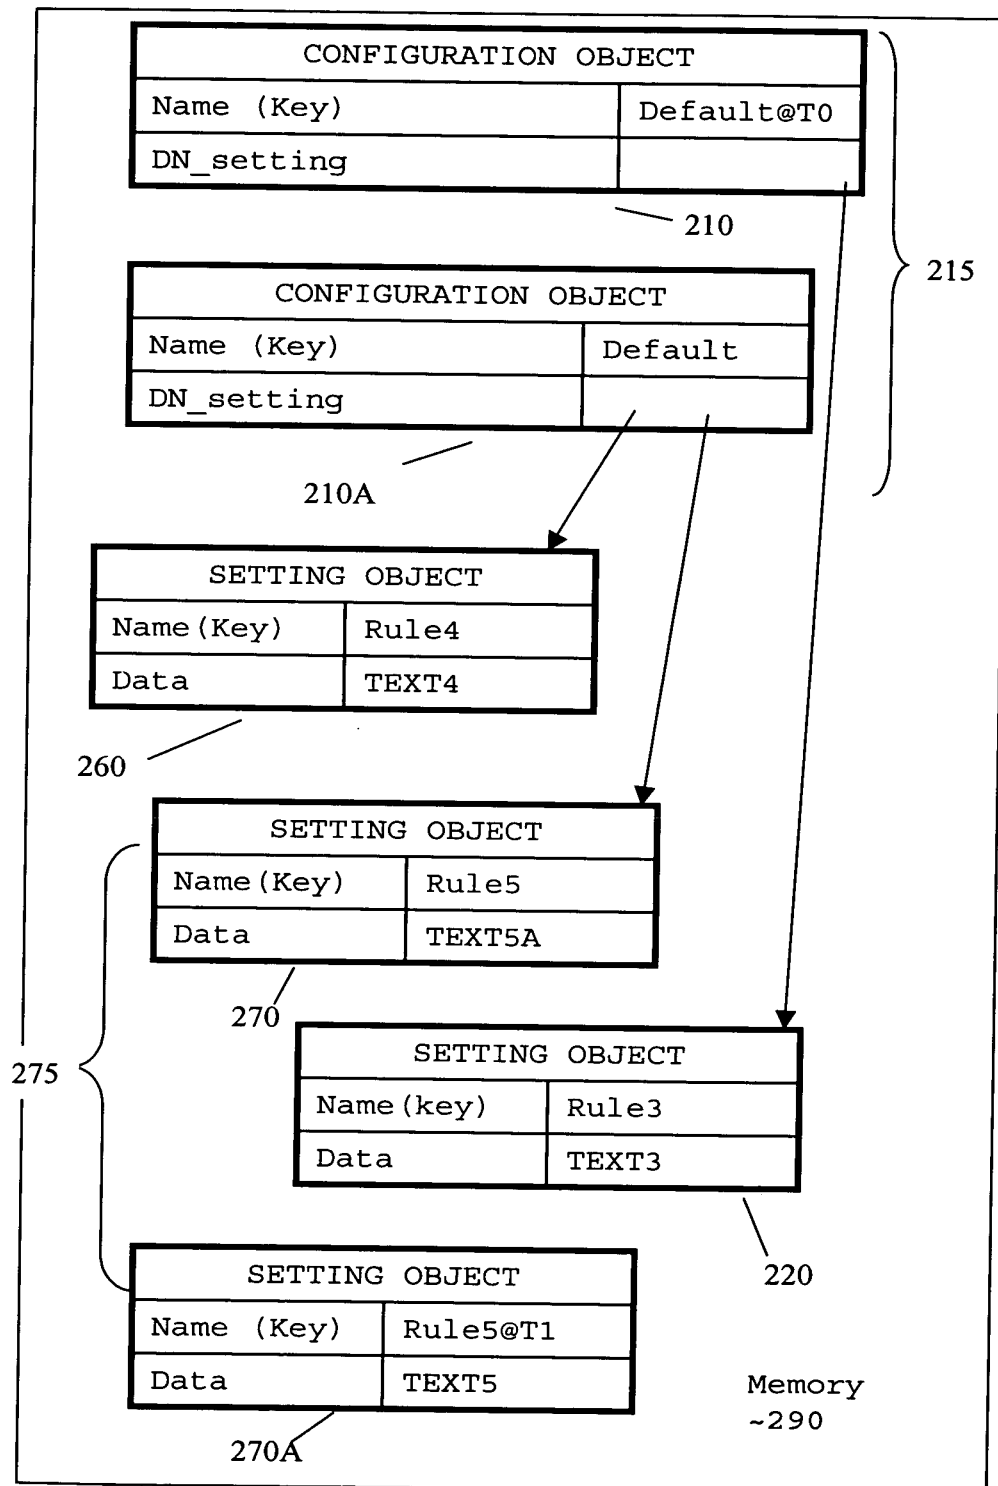 CONFIGURATION OBJECT
Name (Key) Default@T0
DN_setting
210
215
CONFIGURATION OBJECT
Name (Key) Default
DN_setting
210A
SETTING OBJECT
Name(Key) Rule4
Data TEXT4
260
SETTING OBJECT
Name(Key) Rule5
Data TEXT5A
270
275
SETTING OBJECT
Name(key) Rule3
Data TEXT3
220
SETTING OBJECT
Name (Key) Rule5@T1
Data TEXT5
270A
Memory
~290